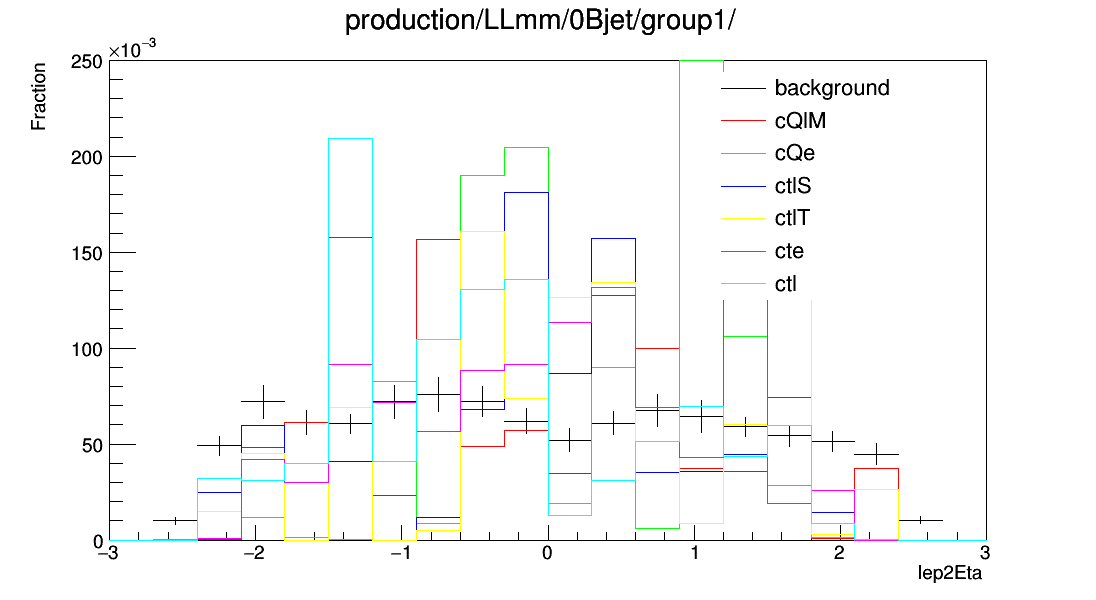 production/LLmm/0Bjet/group1/
×10⁻³
Fraction
250
200
150
100
50
0
background
cQlM
cQe
ctlS
ctlT
cte
ctl
−3 −2 −1 0 1 2 3
lep2Eta